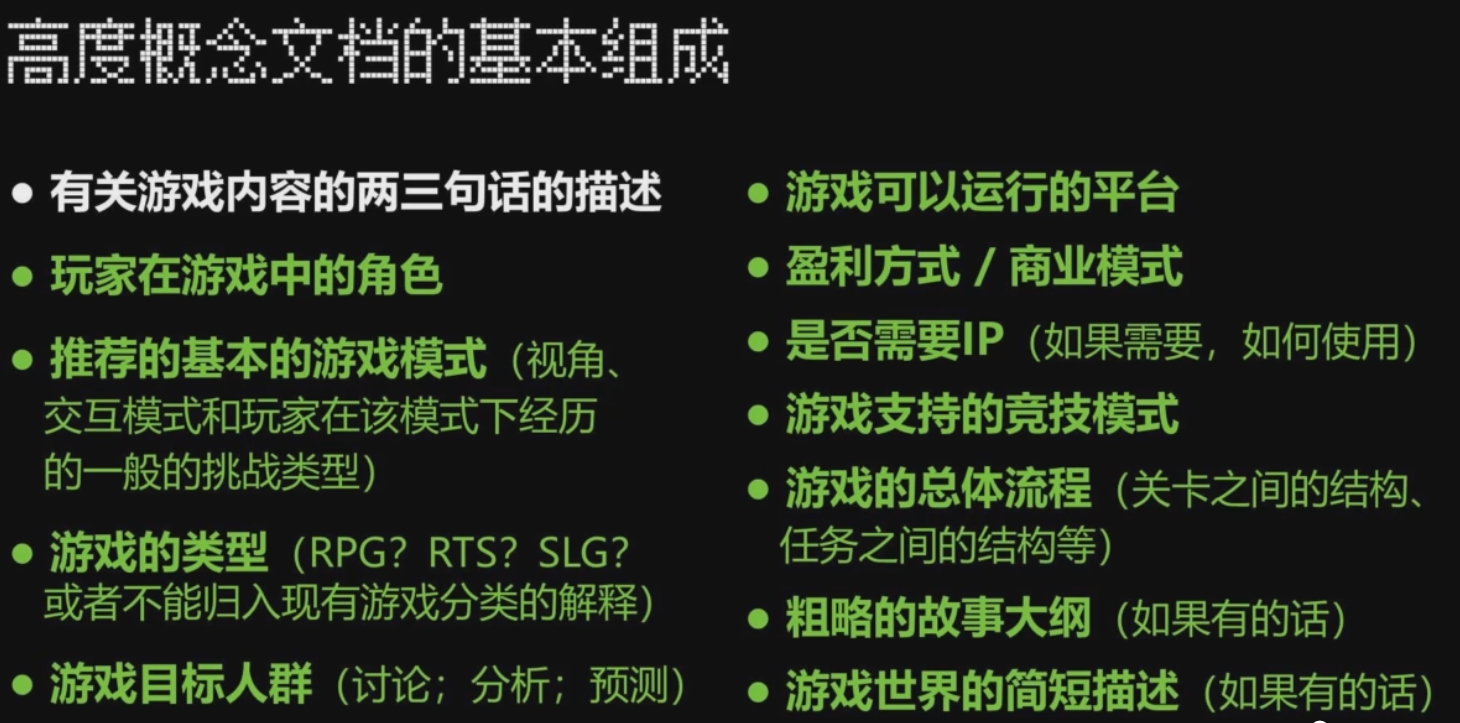 高度概念文档的基本组成
● 有关游戏内容的两三句话的描述
● 玩家在游戏中的角色
● 推荐的基本的游戏模式（视角、
交互模式和玩家在该模式下经历
的一般的挑战类型）
● 游戏的类型（RPG？RTS？SLG？
或者不能归入现有游戏分类的解释）
● 游戏目标人群（讨论；分析；预测）
● 游戏可以运行的平台
● 盈利方式 / 商业模式
● 是否需要IP（如果需要，如何使用）
● 游戏支持的竞技模式
● 游戏的总体流程（关卡之间的结构、
任务之间的结构等）
● 粗略的故事大纲（如果有的话）
● 游戏世界的简短描述（如果有的话）